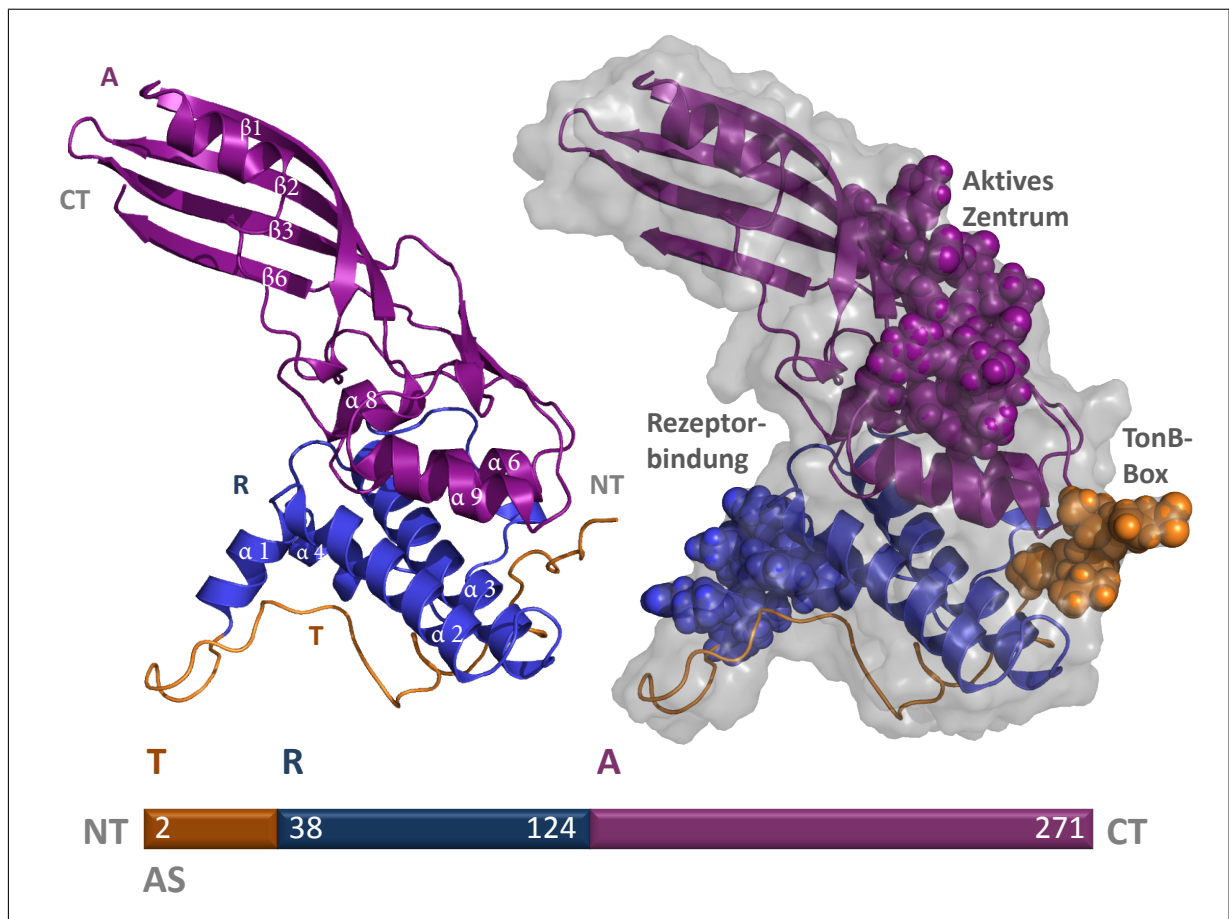 A
β1
β2
CT
β3
β6
α 8
α 6
R
α 9
NT
α 1
α 4
α 3
T
α 2
Aktives
Zentrum
Rezeptor-
bindung
TonB-
Box
T R A
NT 2 38 124 271 CT
AS